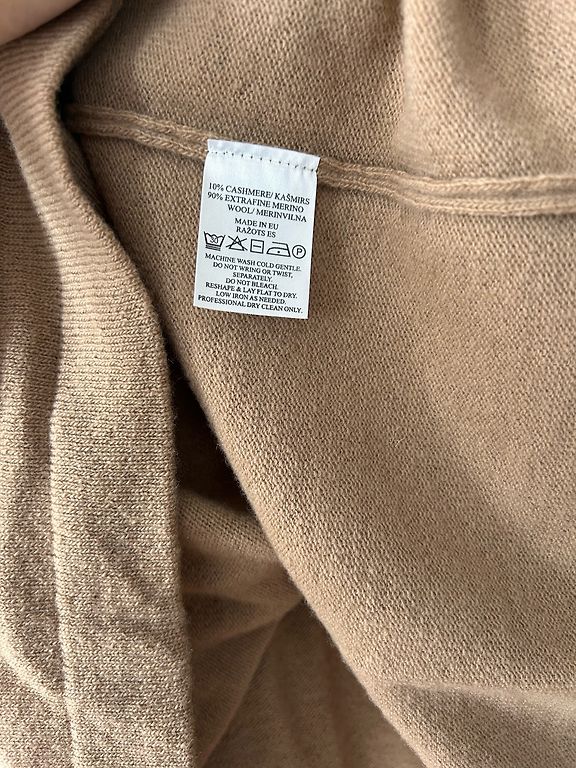 10% CASHMERE/ KAŠMIRS
90% EXTRAFINE MERINO
WOOL/ MERINVILNA
MADE IN EU
RAŽOTS ES
30 P
MACHINE WASH COLD GENTLE.
DO NOT WRING OR TWIST,
SEPARATELY.
DO NOT BLEACH.
RESHAPE & LAY FLAT TO DRY.
LOW IRON AS NEEDED.
PROFESSIONAL DRY CLEAN ONLY.